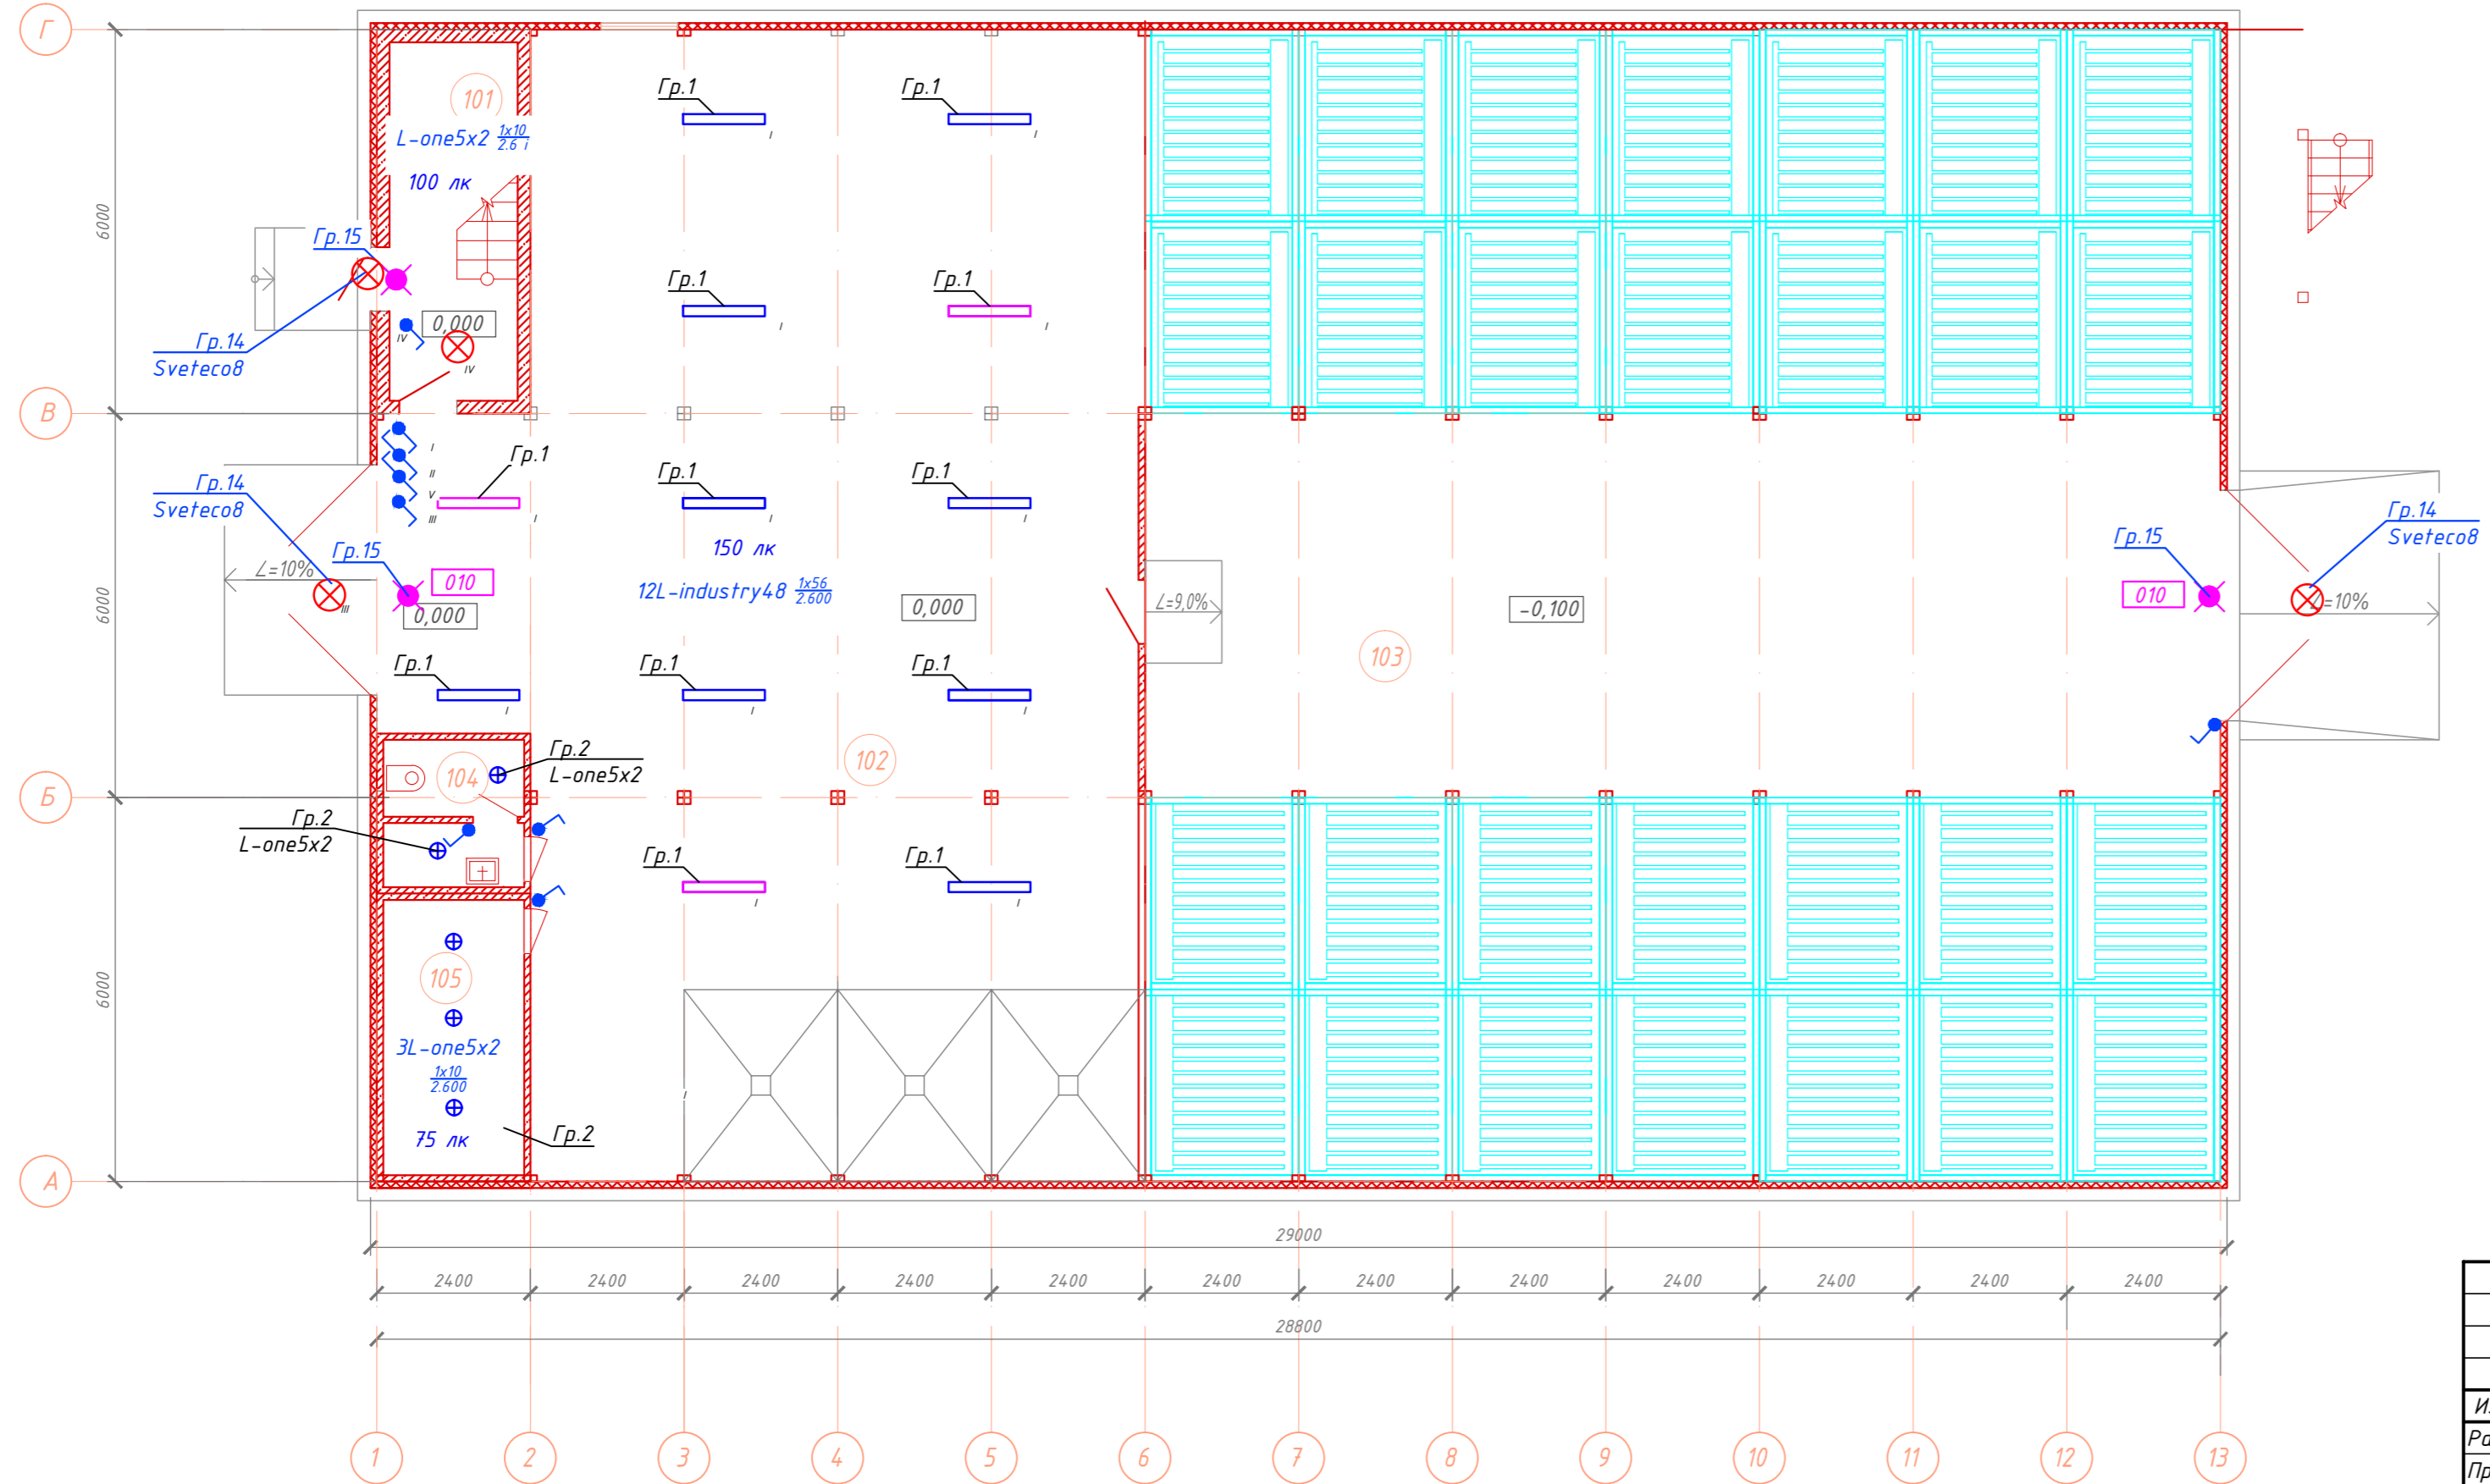 Г
101
L-one5x2 1x10/2.6 i
100 лк
Гр.1
I
Гр.1
I
6000
Гр.15
Гр.1
I
Гр.1
I
0,000
IV
IV
Гр.14
Sveteco8
В
I
II
V
III
Гр.1
I
Гр.1
I
Гр.1
I
Гр.14
Sveteco8
Гр.15
∠=10%
III
010
0,000
150 лк
12L-industry48 1x56/2.600
0,000
∠=9,0%
-0,100
103
Гр.15
010
Гр.14
Sveteco8
∠=10%
6000
Гр.1
I
Гр.1
I
Гр.1
I
102
104
Гр.2
L-one5x2
Б
Гр.2
L-one5x2
Гр.1
I
Гр.1
I
105
6000
3L-one5x2
1x10/2.600
75 лк
Гр.2
I
А
29000
2400 2400 2400 2400 2400 2400 2400 2400 2400 2400 2400 2400
28800
1 2 3 4 5 6 7 8 9 10 11 12 13